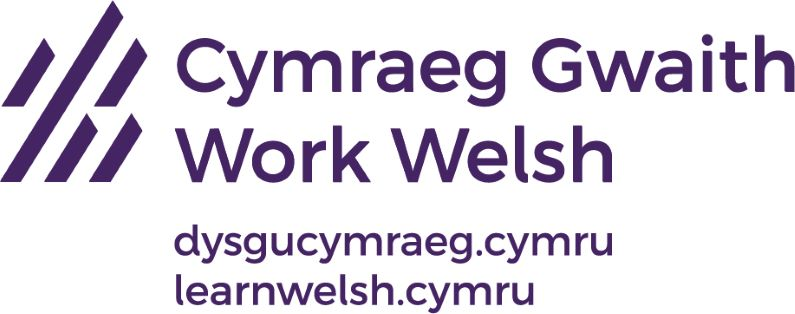 Cymraeg Gwaith
Work Welsh
dysgucymraeg.cymru
learnwelsh.cymru